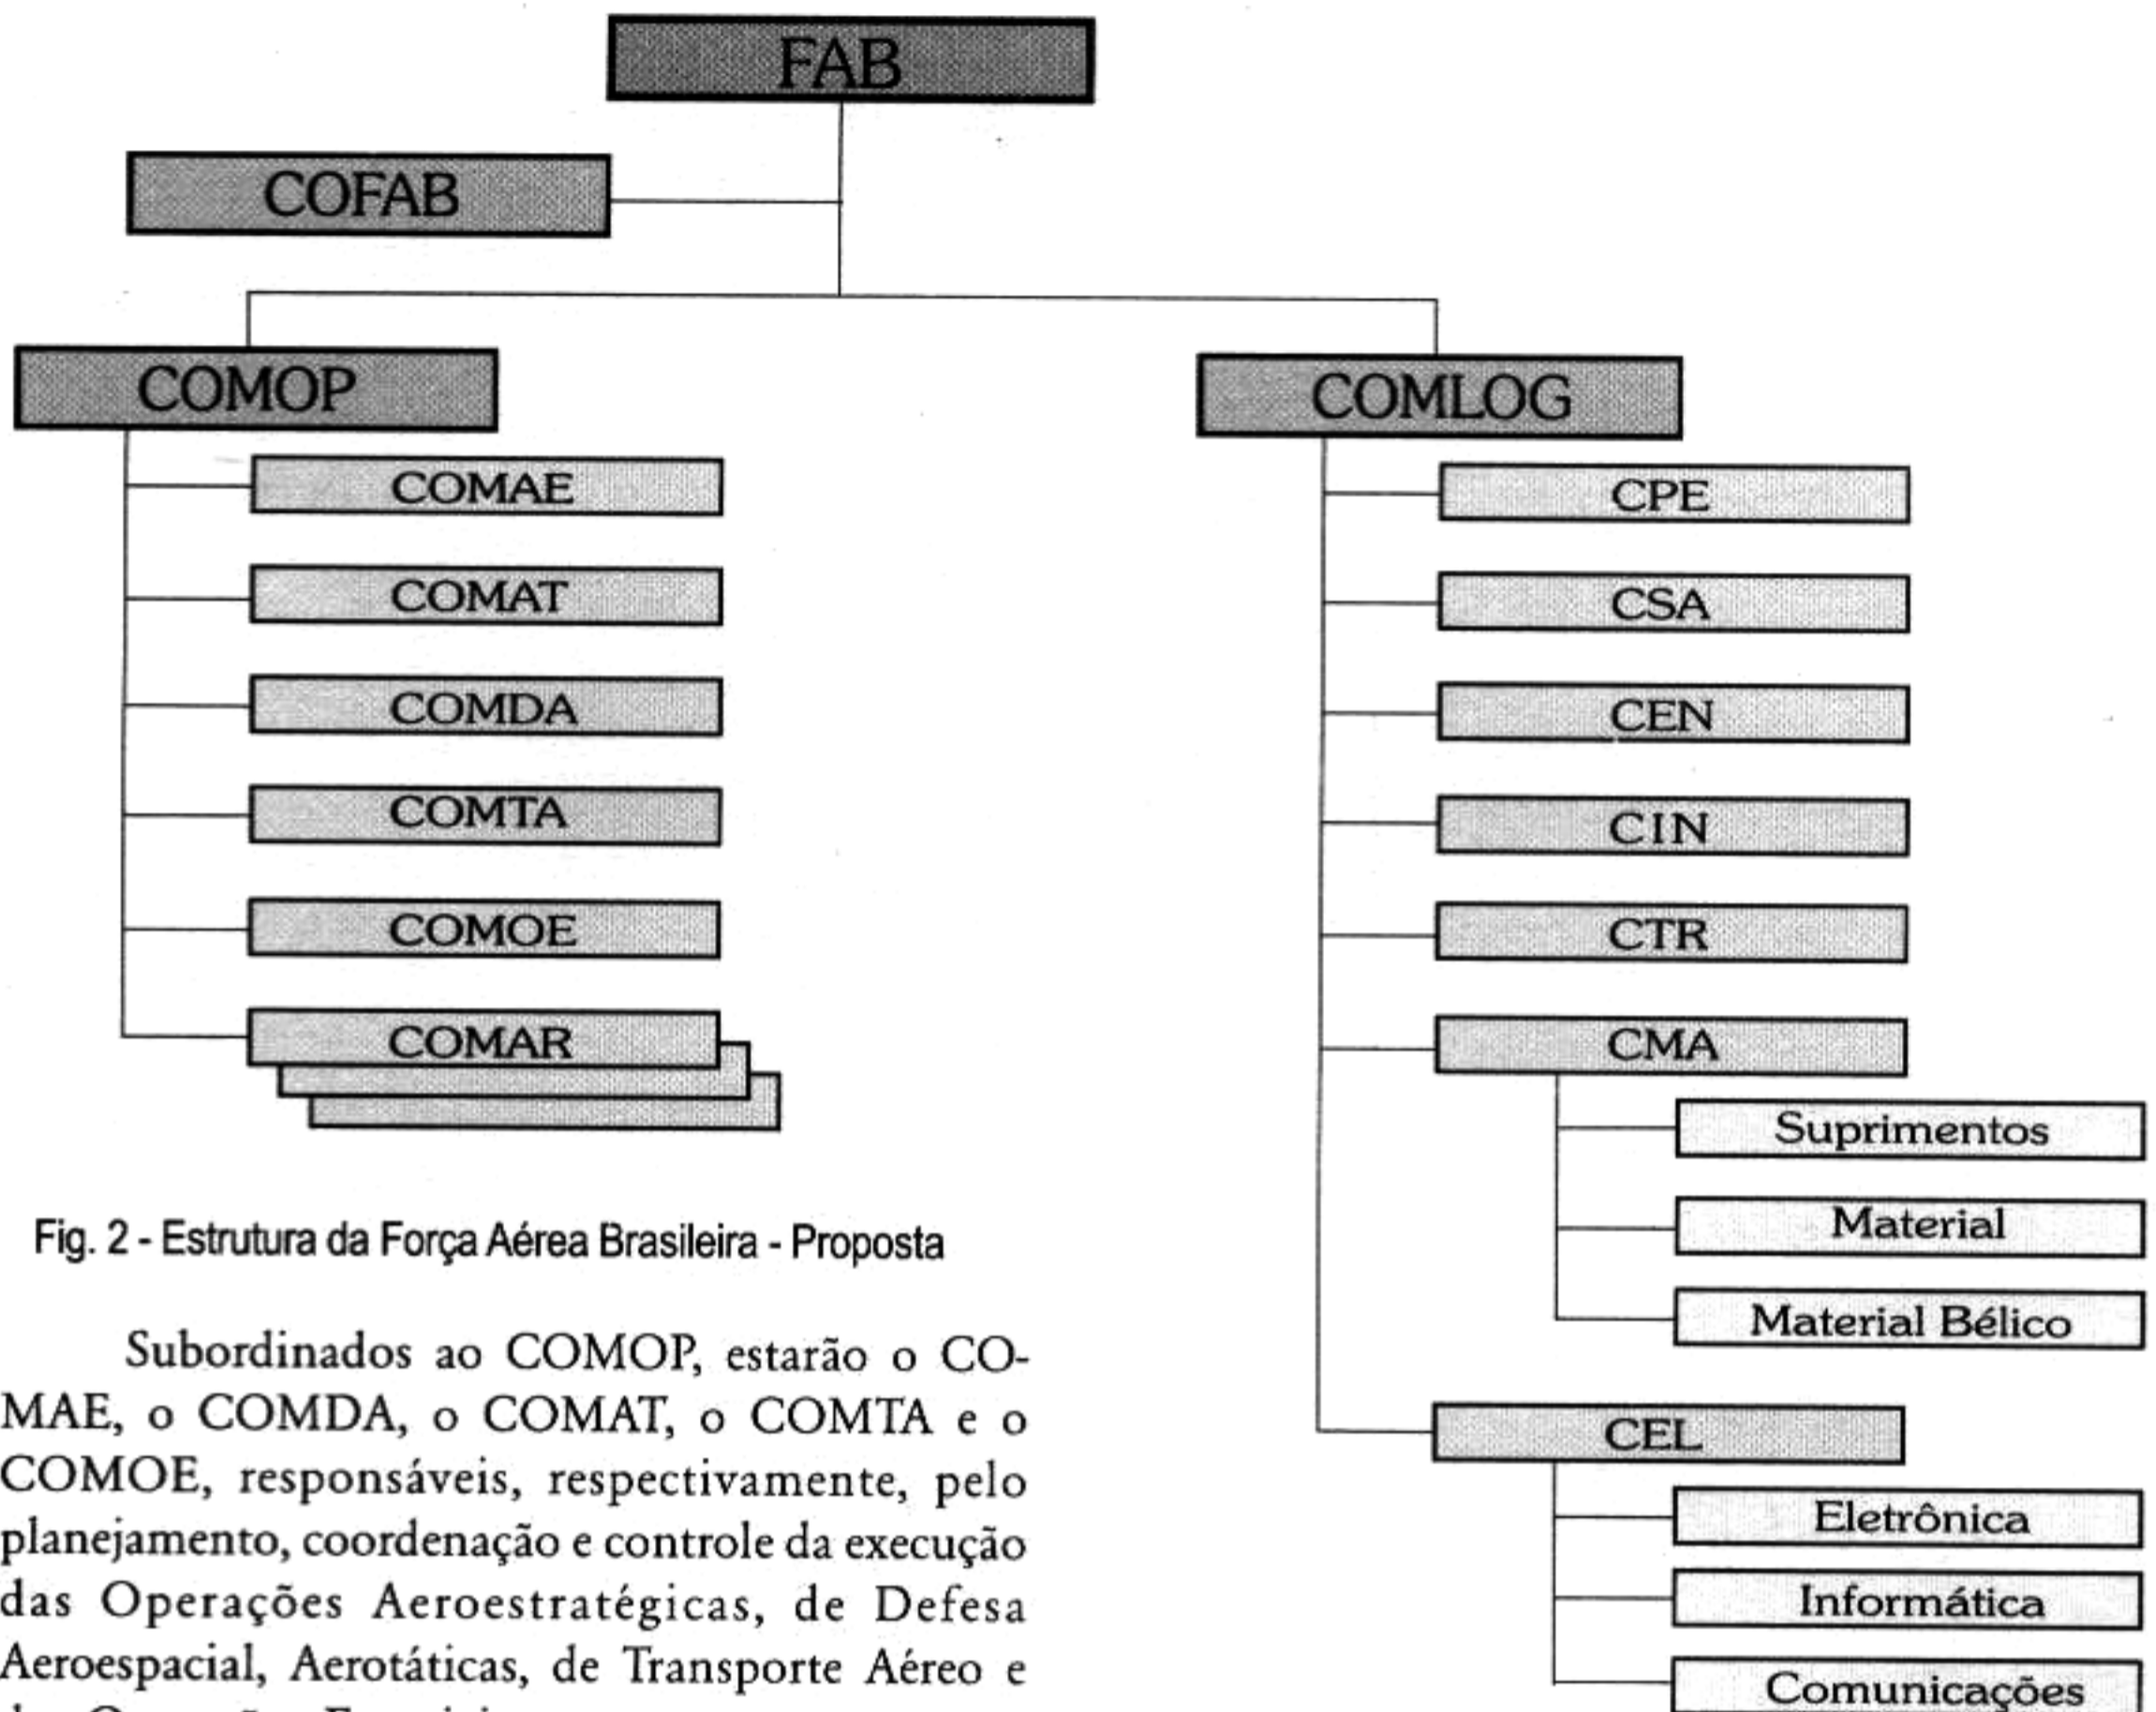 FAB
COFAB
COMOP
COMAE
COMAT
COMDA
COMTA
COMOE
COMAR
COMLOG
CPE
CSA
CEN
CIN
CTR
CMA
Suprimentos
Material
Material Bélico
CEL
Eletrônica
Informática
Comunicações
Fig. 2 - Estrutura da Força Aérea Brasileira - Proposta
Subordinados ao COMOP, estarão o CO-
MAE, o COMDA, o COMAT, o COMTA e o
COMOE, responsáveis, respectivamente, pelo
planejamento, coordenação e controle da execução
das Operações Aeroestratégicas, de Defesa
Aeroespacial, Aerotáticas, de Transporte Aéreo e